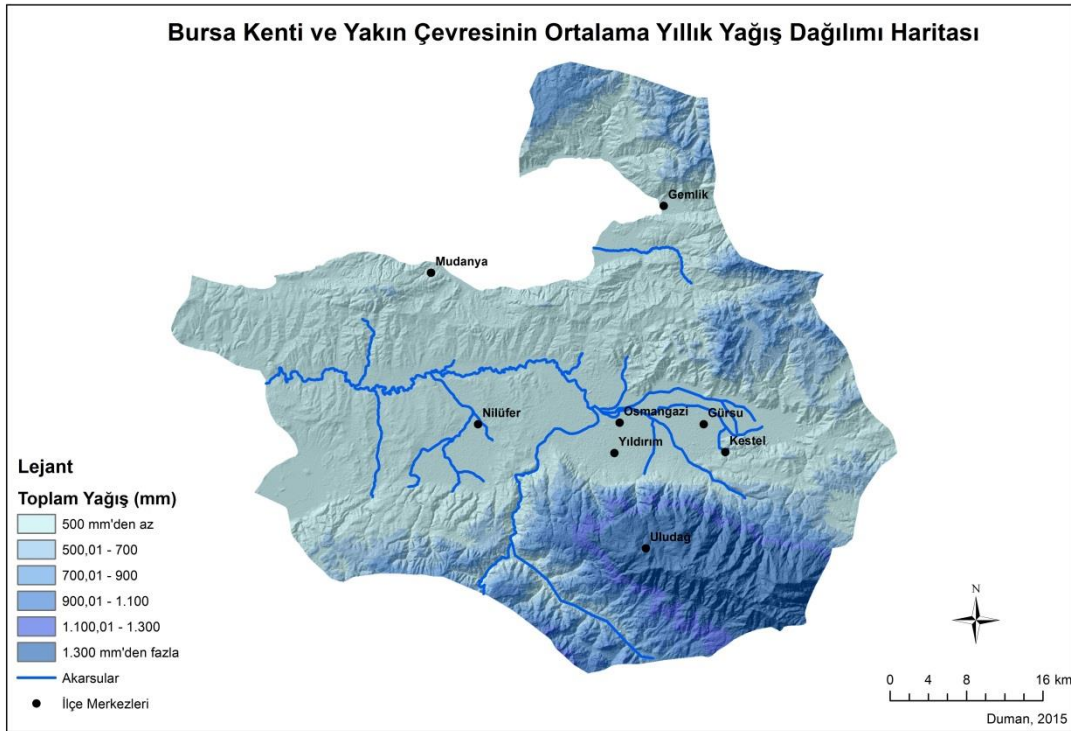 Bursa Kenti ve Yakın Çevresinin Ortalama Yıllık Yağış Dağılımı Haritası
Gemlik
Mudanya
Nilüfer
Osmangazi
Gürsu
Yıldırım
Kestel
Uludağ
Lejant
Toplam Yağış (mm)
500 mm'den az
500,01 - 700
700,01 - 900
900,01 - 1.100
1.100,01 - 1.300
1.300 mm'den fazla
Akarsular
İlçe Merkezleri
N
0 4 8 16 km
Duman, 2015